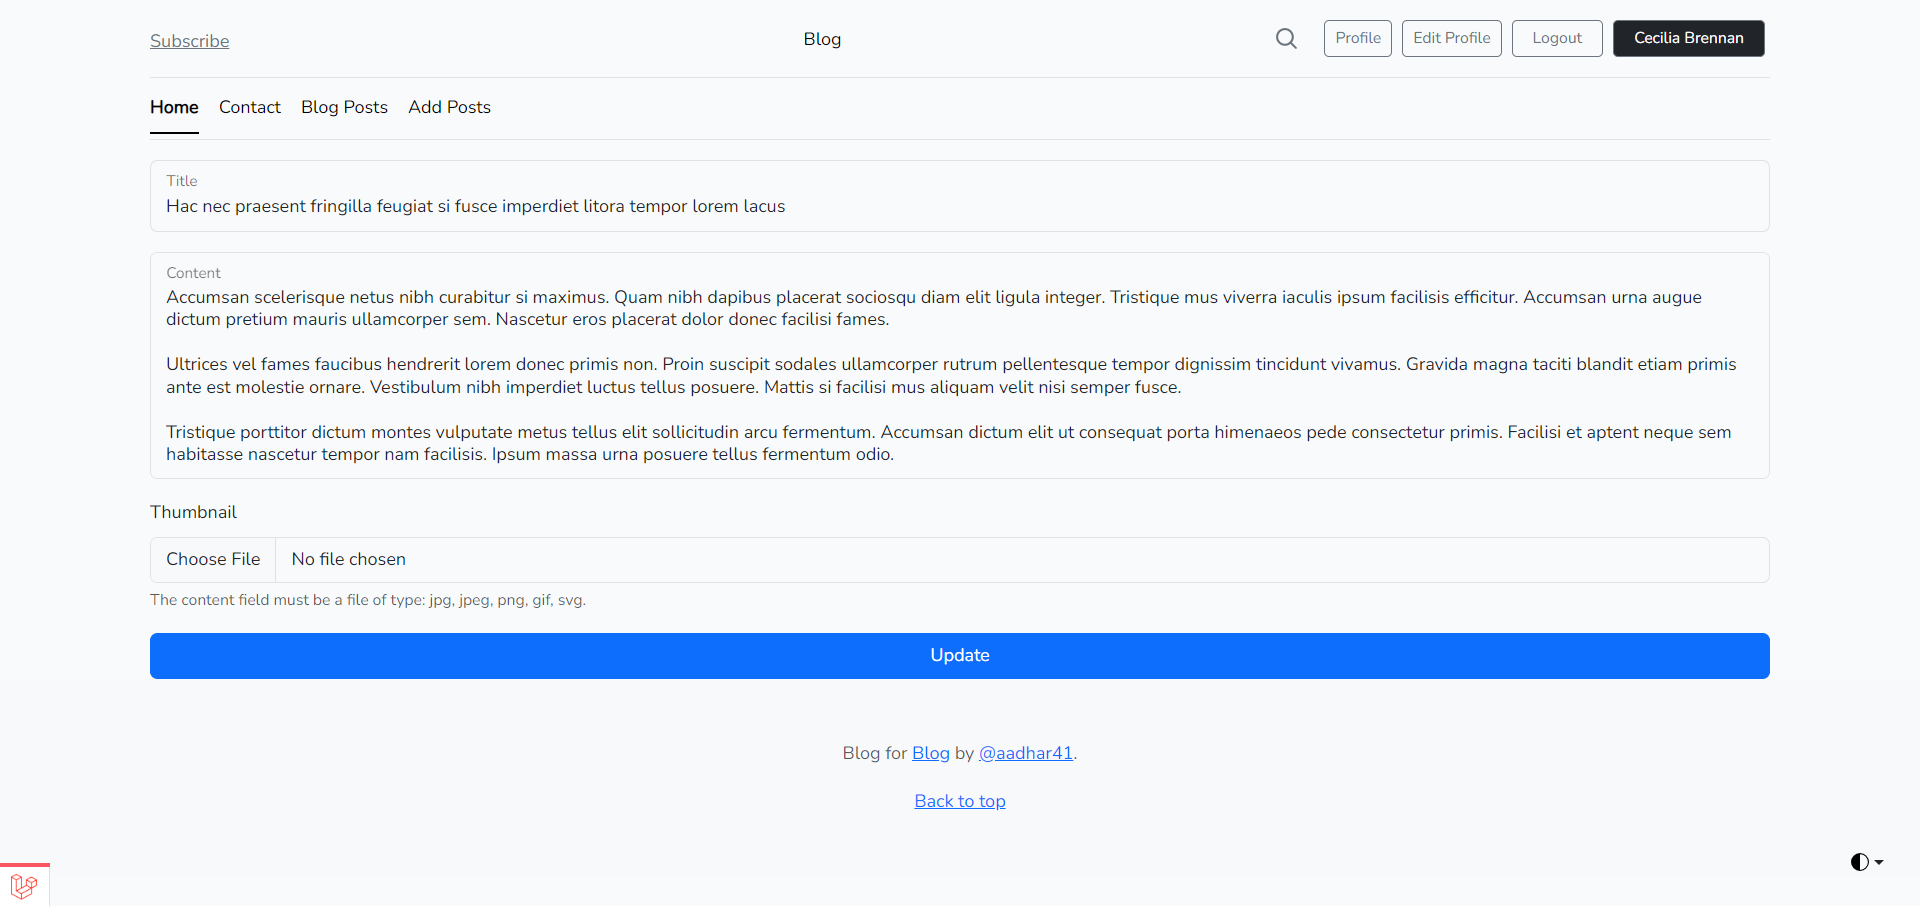 Subscribe
Blog
Profile
Edit Profile
Logout
Cecilia Brennan
Home
Contact
Blog Posts
Add Posts
Title
Hac nec praesent fringilla feugiat si fusce imperdiet litora tempor lorem lacus
Content
Accumsan scelerisque netus nibh curabitur si maximus. Quam nibh dapibus placerat sociosqu diam elit ligula integer. Tristique mus viverra iaculis ipsum facilisis efficitur. Accumsan urna augue
dictum pretium mauris ullamcorper sem. Nascetur eros placerat dolor donec facilisi fames.
Ultrices vel fames faucibus hendrerit lorem donec primis non. Proin suscipit sodales ullamcorper rutrum pellentesque tempor dignissim tincidunt vivamus. Gravida magna taciti blandit etiam primis
ante est molestie ornare. Vestibulum nibh imperdiet luctus tellus posuere. Mattis si facilisi mus aliquam velit nisi semper fusce.
Tristique porttitor dictum montes vulputate metus tellus elit sollicitudin arcu fermentum. Accumsan dictum elit ut consequat porta himenaeos pede consectetur primis. Facilisi et aptent neque sem
habitasse nascetur tempor nam facilisis. Ipsum massa urna posuere tellus fermentum odio.
Thumbnail
Choose File
No file chosen
The content field must be a file of type: jpg, jpeg, png, gif, svg.
Update
Blog for Blog by @aadhar41.
Back to top